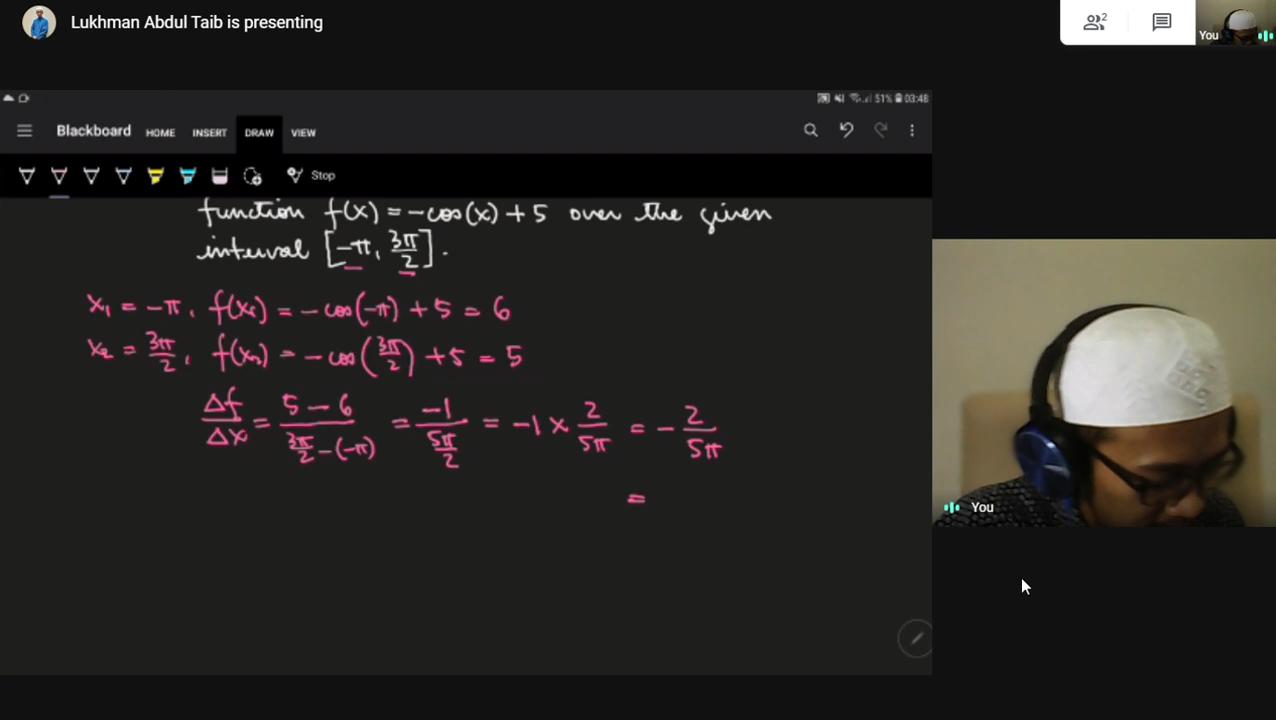 Lukhman Abdul Taib is presenting
2
You
51% 03:48
Blackboard HOME INSERT DRAW VIEW
Stop
function f(x) = -cos(x) + 5 over the given
interval [-π, 3π/2].
x₁ = -π, f(x₁) = -cos(-π) + 5 = 6
x₂ = 3π/2, f(x₂) = -cos(3π/2) + 5 = 5
Δf/Δx = 5 - 6/3π/2 - (-π) = -1/5π/2 = -1 × 2/5π = - 2/5π
=
You